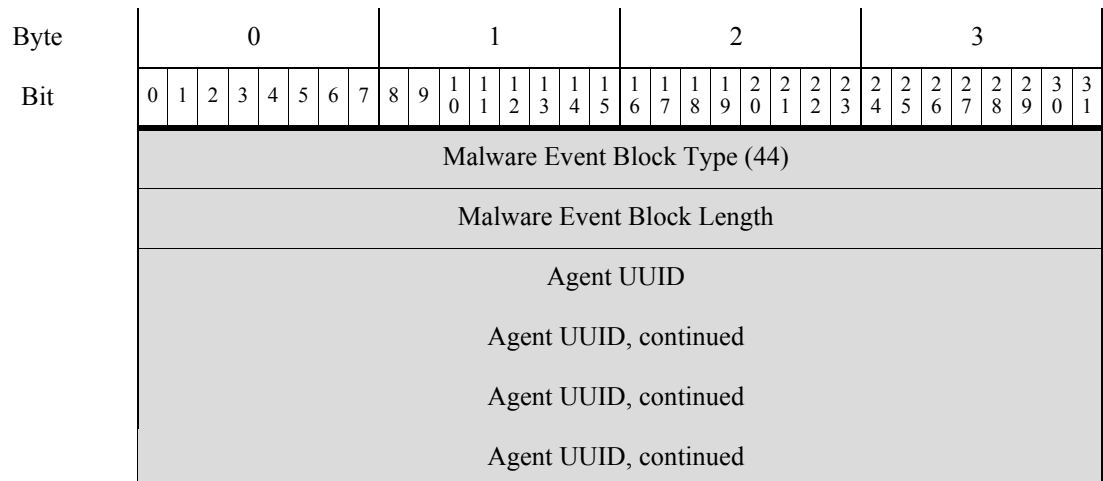 Byte 0 1 2 3
Bit 0 1 2 3 4 5 6 7 8 9 10 11 12 13 14 15 16 17 18 19 20 21 22 23 24 25 26 27 28 29 30 31
Malware Event Block Type (44)
Malware Event Block Length
Agent UUID
Agent UUID, continued
Agent UUID, continued
Agent UUID, continued